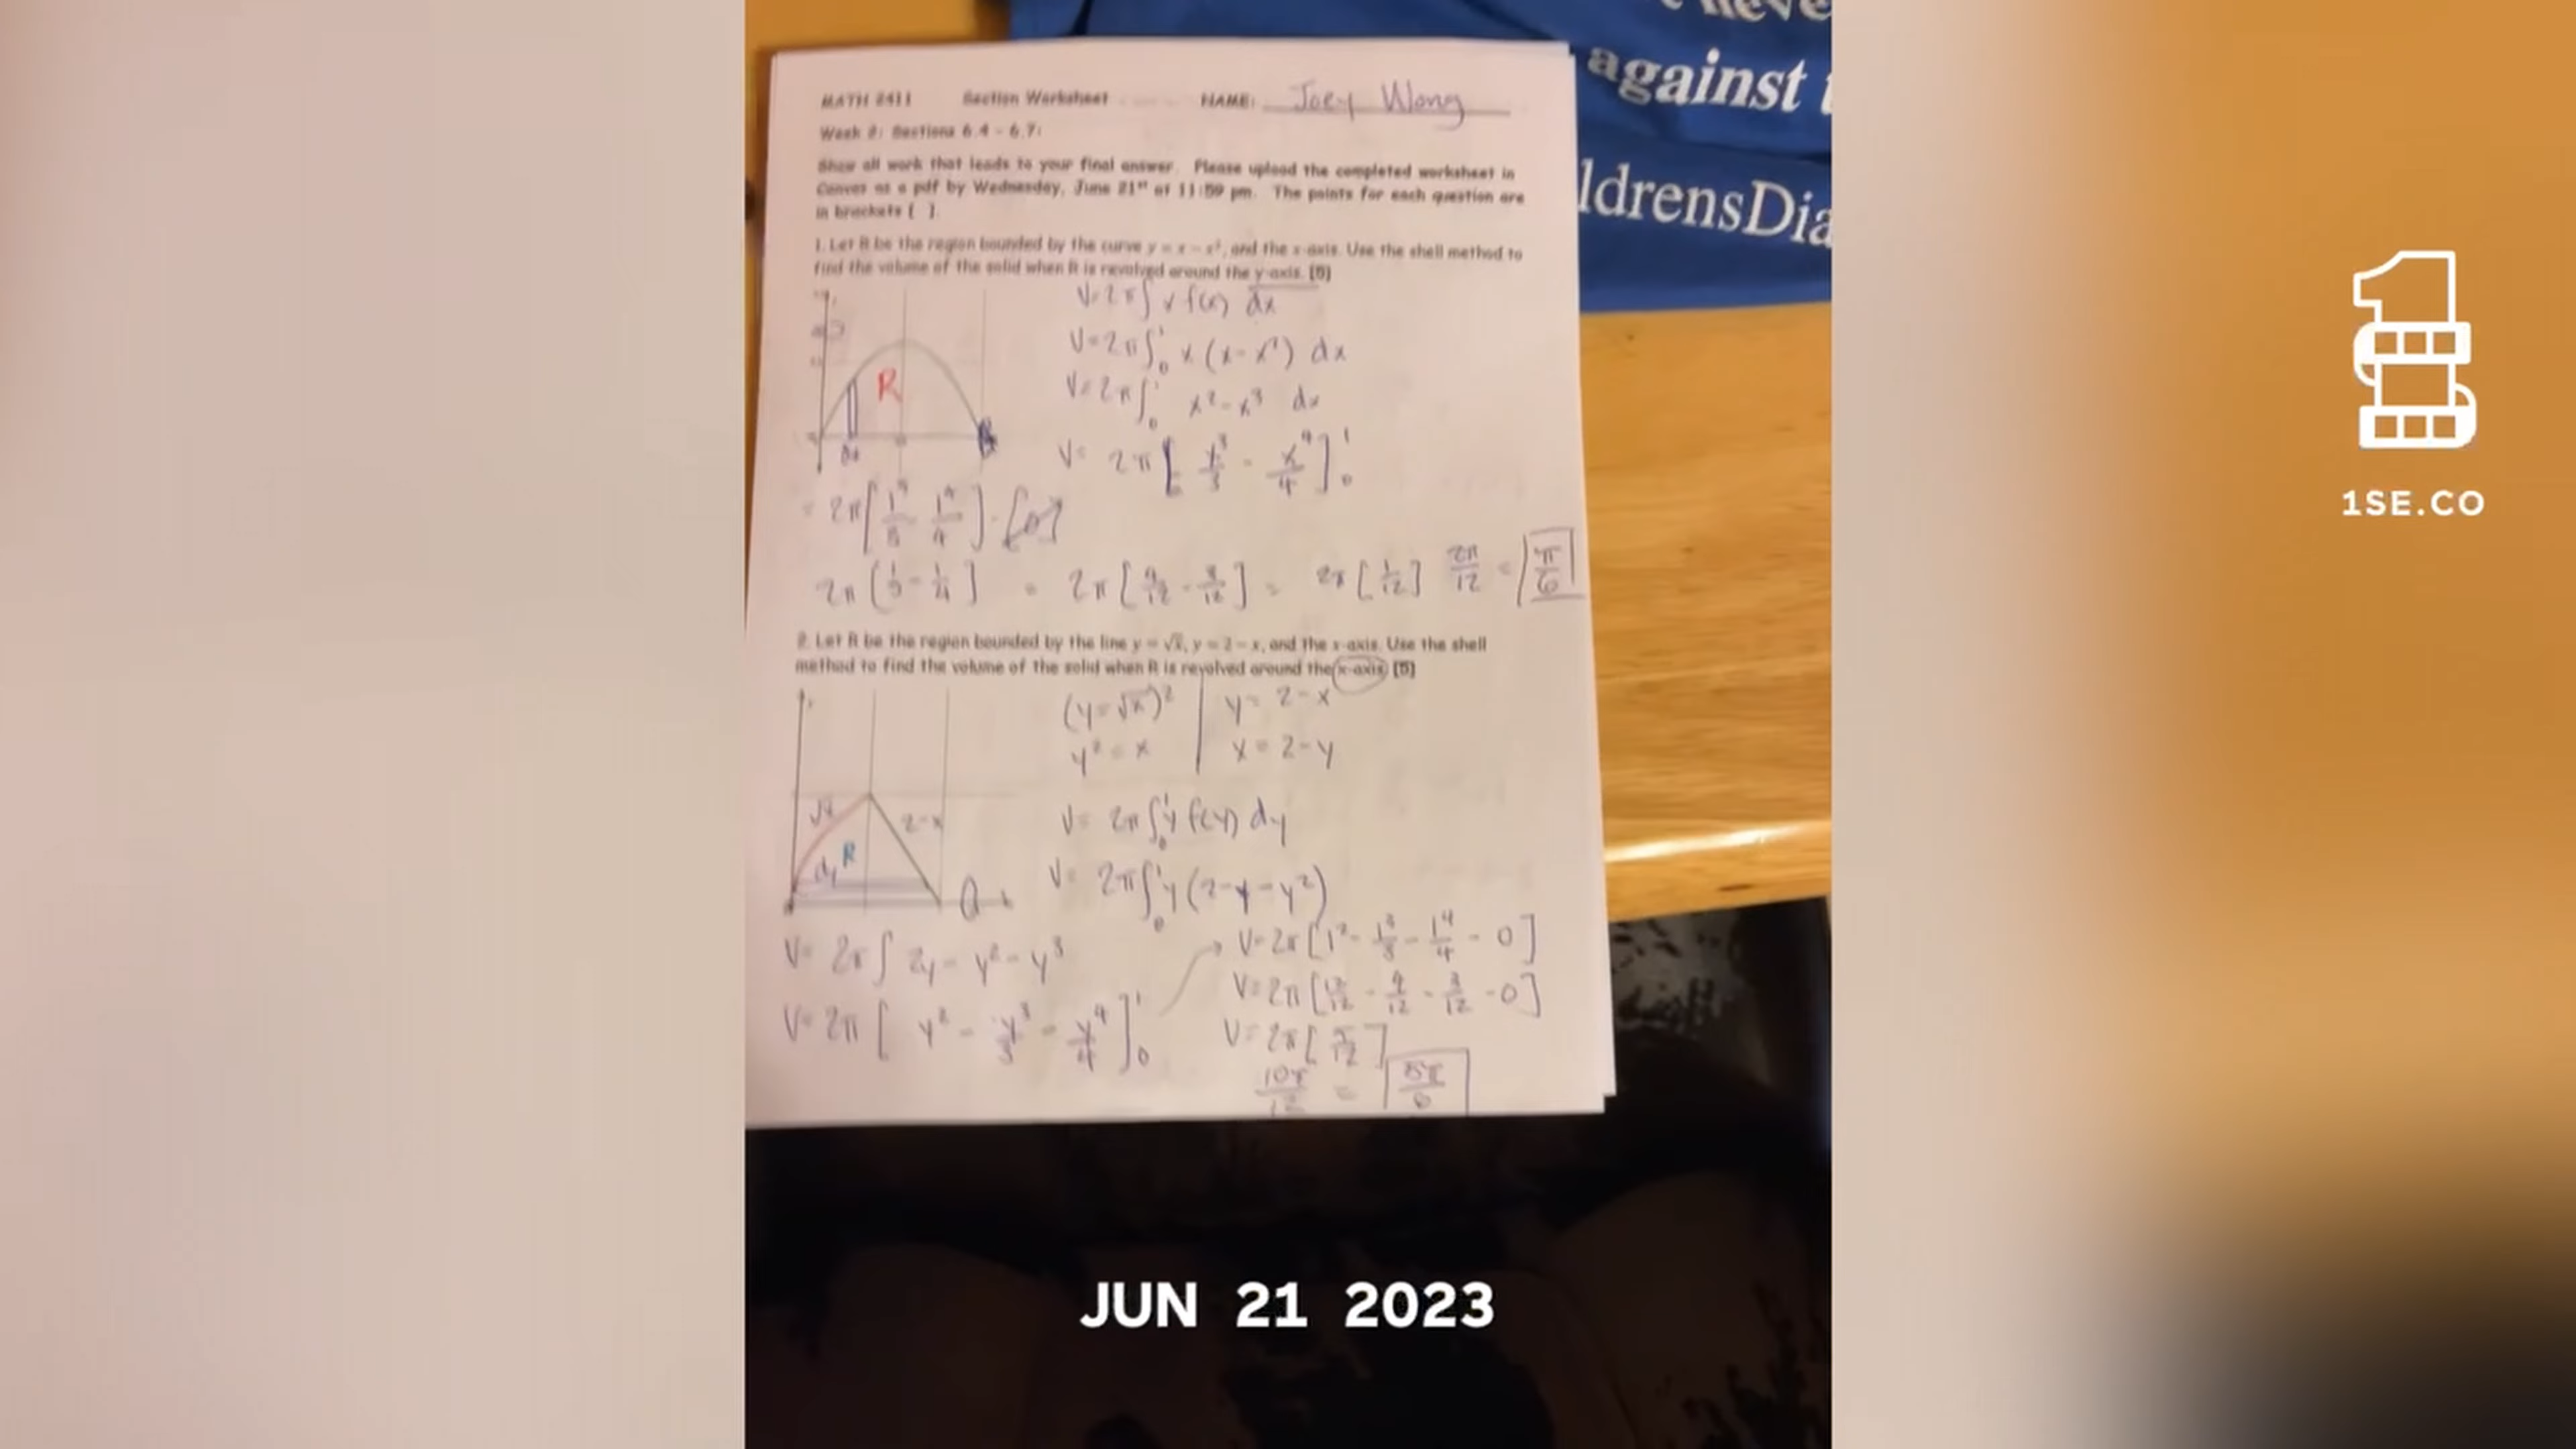 neve
against t
ldrensDia
MATH 2411 Section Worksheet NAME: Joey Wong
Week 2: Sections 6.4 - 6.7:
Show all work that leads to your final answer. Please upload the completed worksheet in
Canvas as a pdf by Wednesday, June 21st at 11:59 pm. The points for each question are
in brackets [ ].
1. Let R be the region bounded by the curve y = x - x², and the x-axis. Use the shell method to
find the volume of the solid when R is revolved around the y-axis. [5]
V=2π∫ x f(x) dx
V=2π∫₀¹ x (x-x²) dx
R
V=2π∫₀¹ x²-x³ dx
V= 2π[x³/3 - x⁴/4]₀¹
2π(1/3 - 1/4] = 2π[4/12 - 3/12] = 2π[1/12] 2π/12 = π/6
2. Let R be the region bounded by the line y = √x, y = 2 - x, and the x-axis. Use the shell
method to find the volume of the solid when R is revolved around the x-axis. [5]
(y=√x)² y= 2-x
y² = x x = 2-y
√x 2-x
V= 2π∫₀¹ y f(y) dy
R
dy
V= 2π∫₀¹ y(2-y-y²)
V= 2π∫ 2y - y² - y³
V=2π[1² - 1³/3 - 1⁴/4 - 0]
V=2π[12/12 - 4/12 - 3/12 - 0]
V=2π[ y² - y³/3 - y⁴/4]₀¹
V=2π[5/12]
10π/12 = 5π/6
1SE.CO
JUN 21 2023